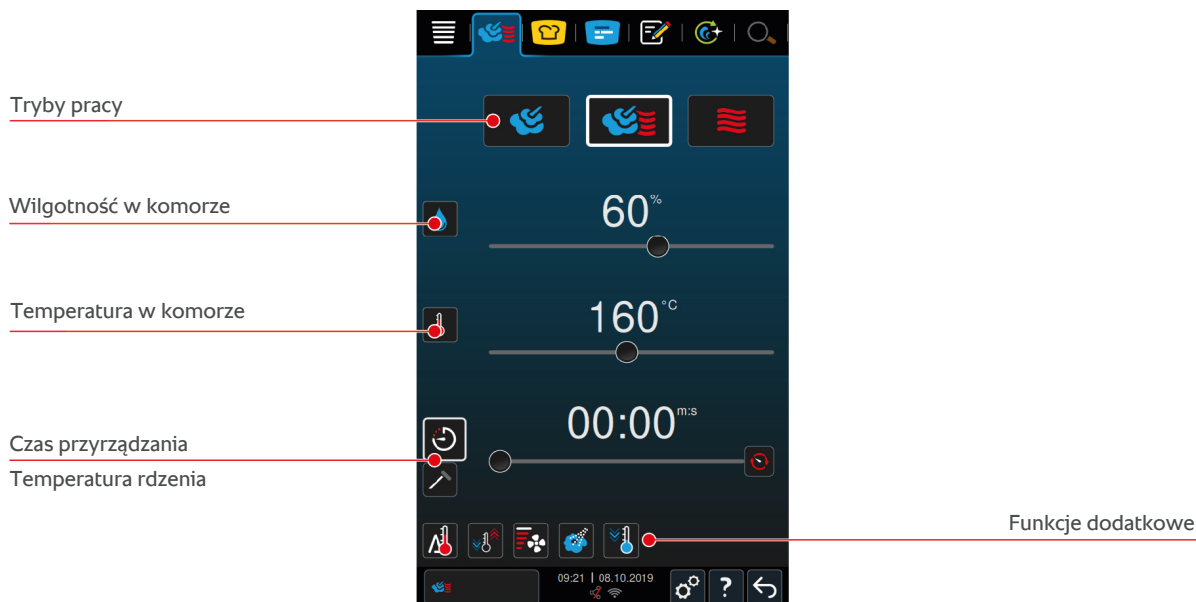 Tryby pracy
Wilgotność w komorze
60%
Temperatura w komorze
160°C
00:00 m:s
Czas przyrządzania
Temperatura rdzenia
Funkcje dodatkowe
09:21 | 08.10.2019
?